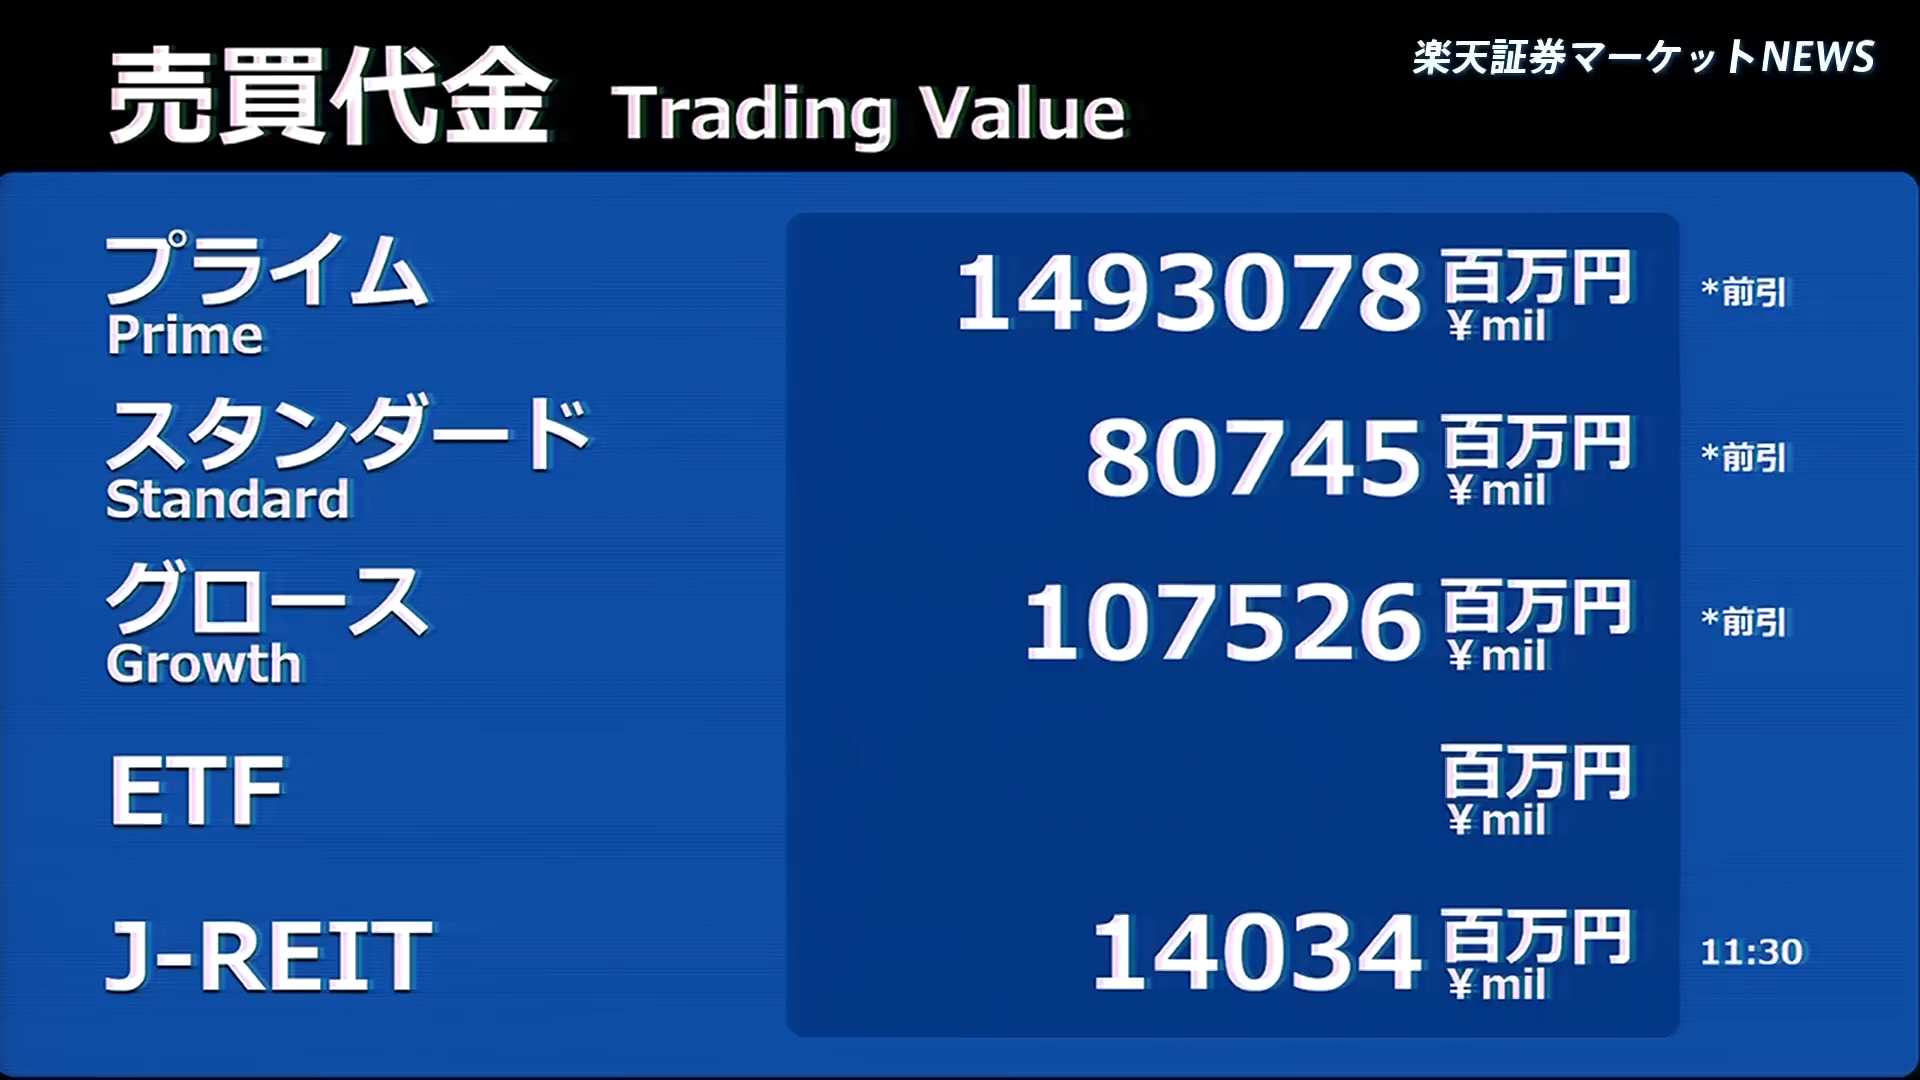 売買代金 Trading Value
楽天証券マーケットNEWS
プライム 1493078 百万円 *前引
Prime ¥mil
スタンダード 80745 百万円 *前引
Standard ¥mil
グロース 107526 百万円 *前引
Growth ¥mil
ETF 百万円
¥mil
J-REIT 14034 百万円 11:30
¥mil